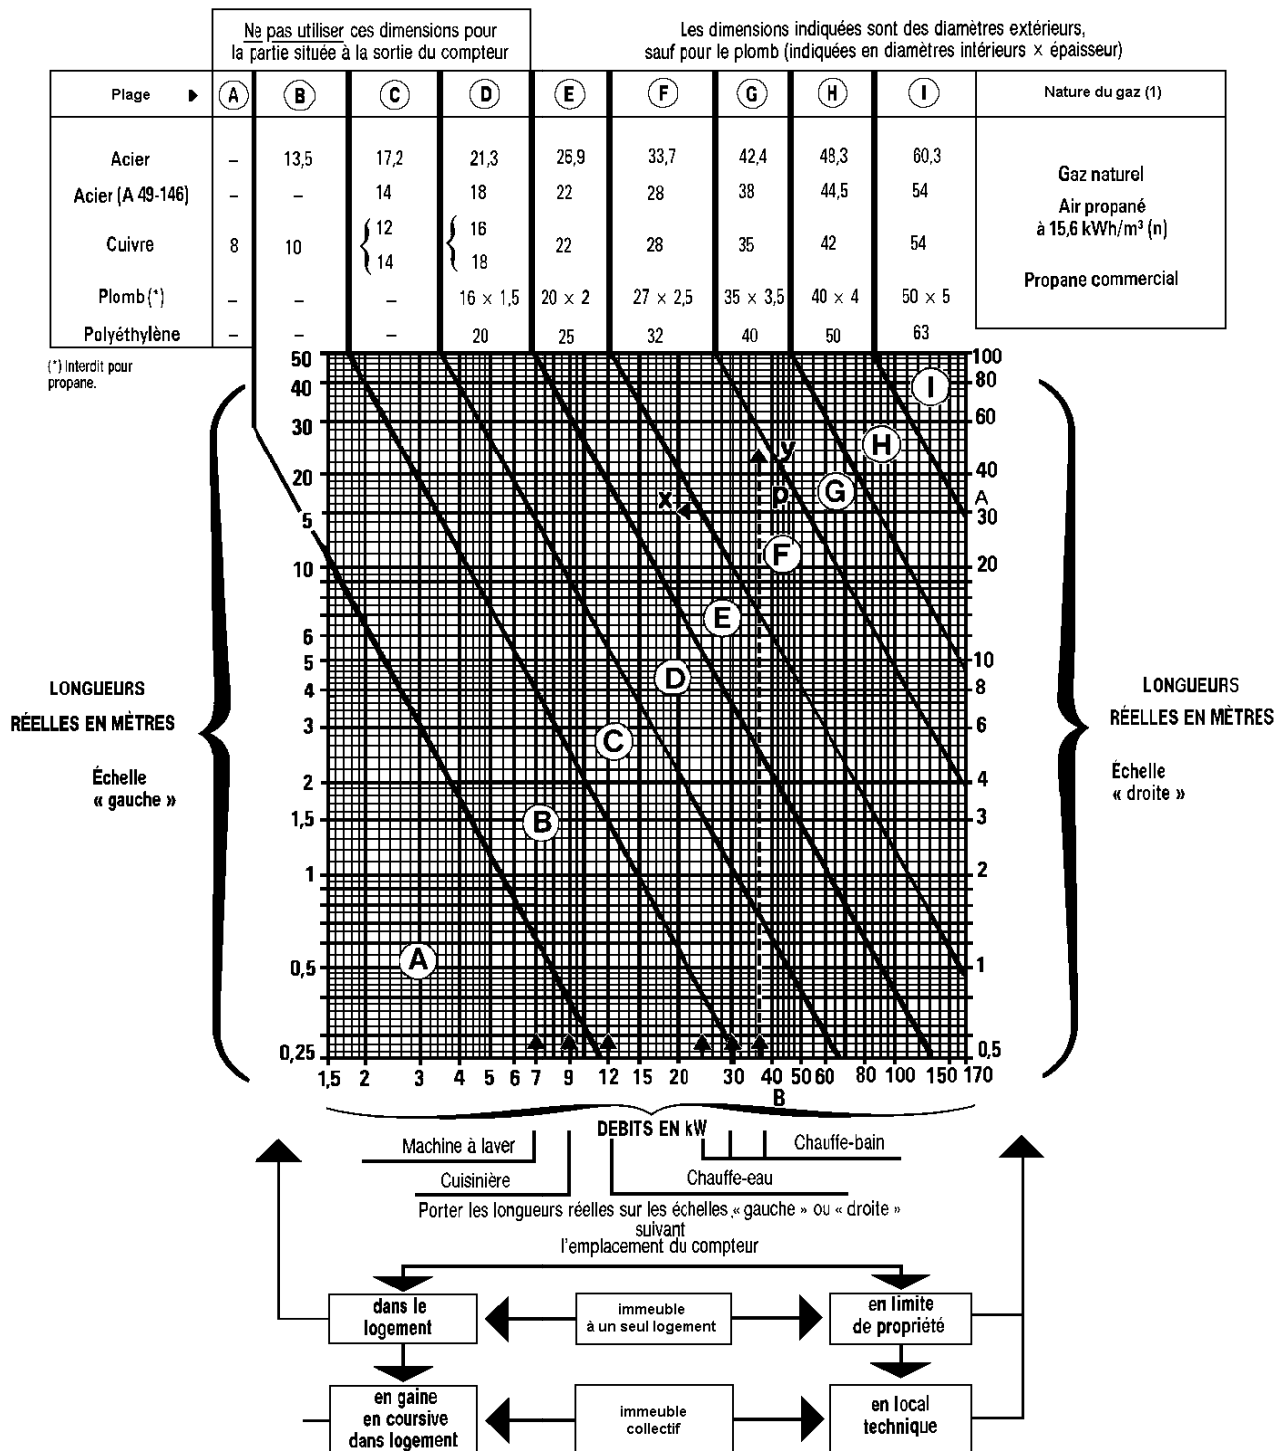 Ne pas utiliser ces dimensions pour
la partie située à la sortie du compteur
Les dimensions indiquées sont des diamètres extérieurs,
sauf pour le plomb (indiquées en diamètres intérieurs × épaisseur)
Plage A B C D E F G H I Nature du gaz (1)
Acier – 13,5 17,2 21,3 26,9 33,7 42,4 48,3 60,3
Acier (A 49-146) – – 14 18 22 28 38 44,5 54
Cuivre 8 10 { 12 14 { 16 18 22 28 35 42 54
Plomb (*) – – – 16 × 1,5 20 × 2 27 × 2,5 35 × 3,5 40 × 4 50 × 5
Polyéthylène – – – 20 25 32 40 50 63
Gaz naturel
Air propané
à 15,6 kWh/m³ (n)
Propane commercial
(*) Interdit pour
propane.
50
40
30
20
5
10
6
5
4
3
2
1,5
1
0,5
0,25
LONGUEURS
RÉELLES EN MÈTRES
Échelle
« gauche »
A
B
C
D
E
F
G
H
I
x
y
p
100
80
60
40
A
30
20
10
8
6
4
3
2
1
0,5
LONGUEURS
RÉELLES EN MÈTRES
Échelle
« droite »
1,5 2 3 4 5 6 7 9 12 15 20 30 40 50 60 80 100 150 170
B
DEBITS EN kW
Machine à laver
Chauffe-bain
Cuisinière
Chauffe-eau
Porter les longueurs réelles sur les échelles « gauche » ou « droite »
suivant
l'emplacement du compteur
dans le
logement
immeuble
à un seul logement
en limite
de propriété
en gaine
en coursive
dans logement
immeuble
collectif
en local
technique